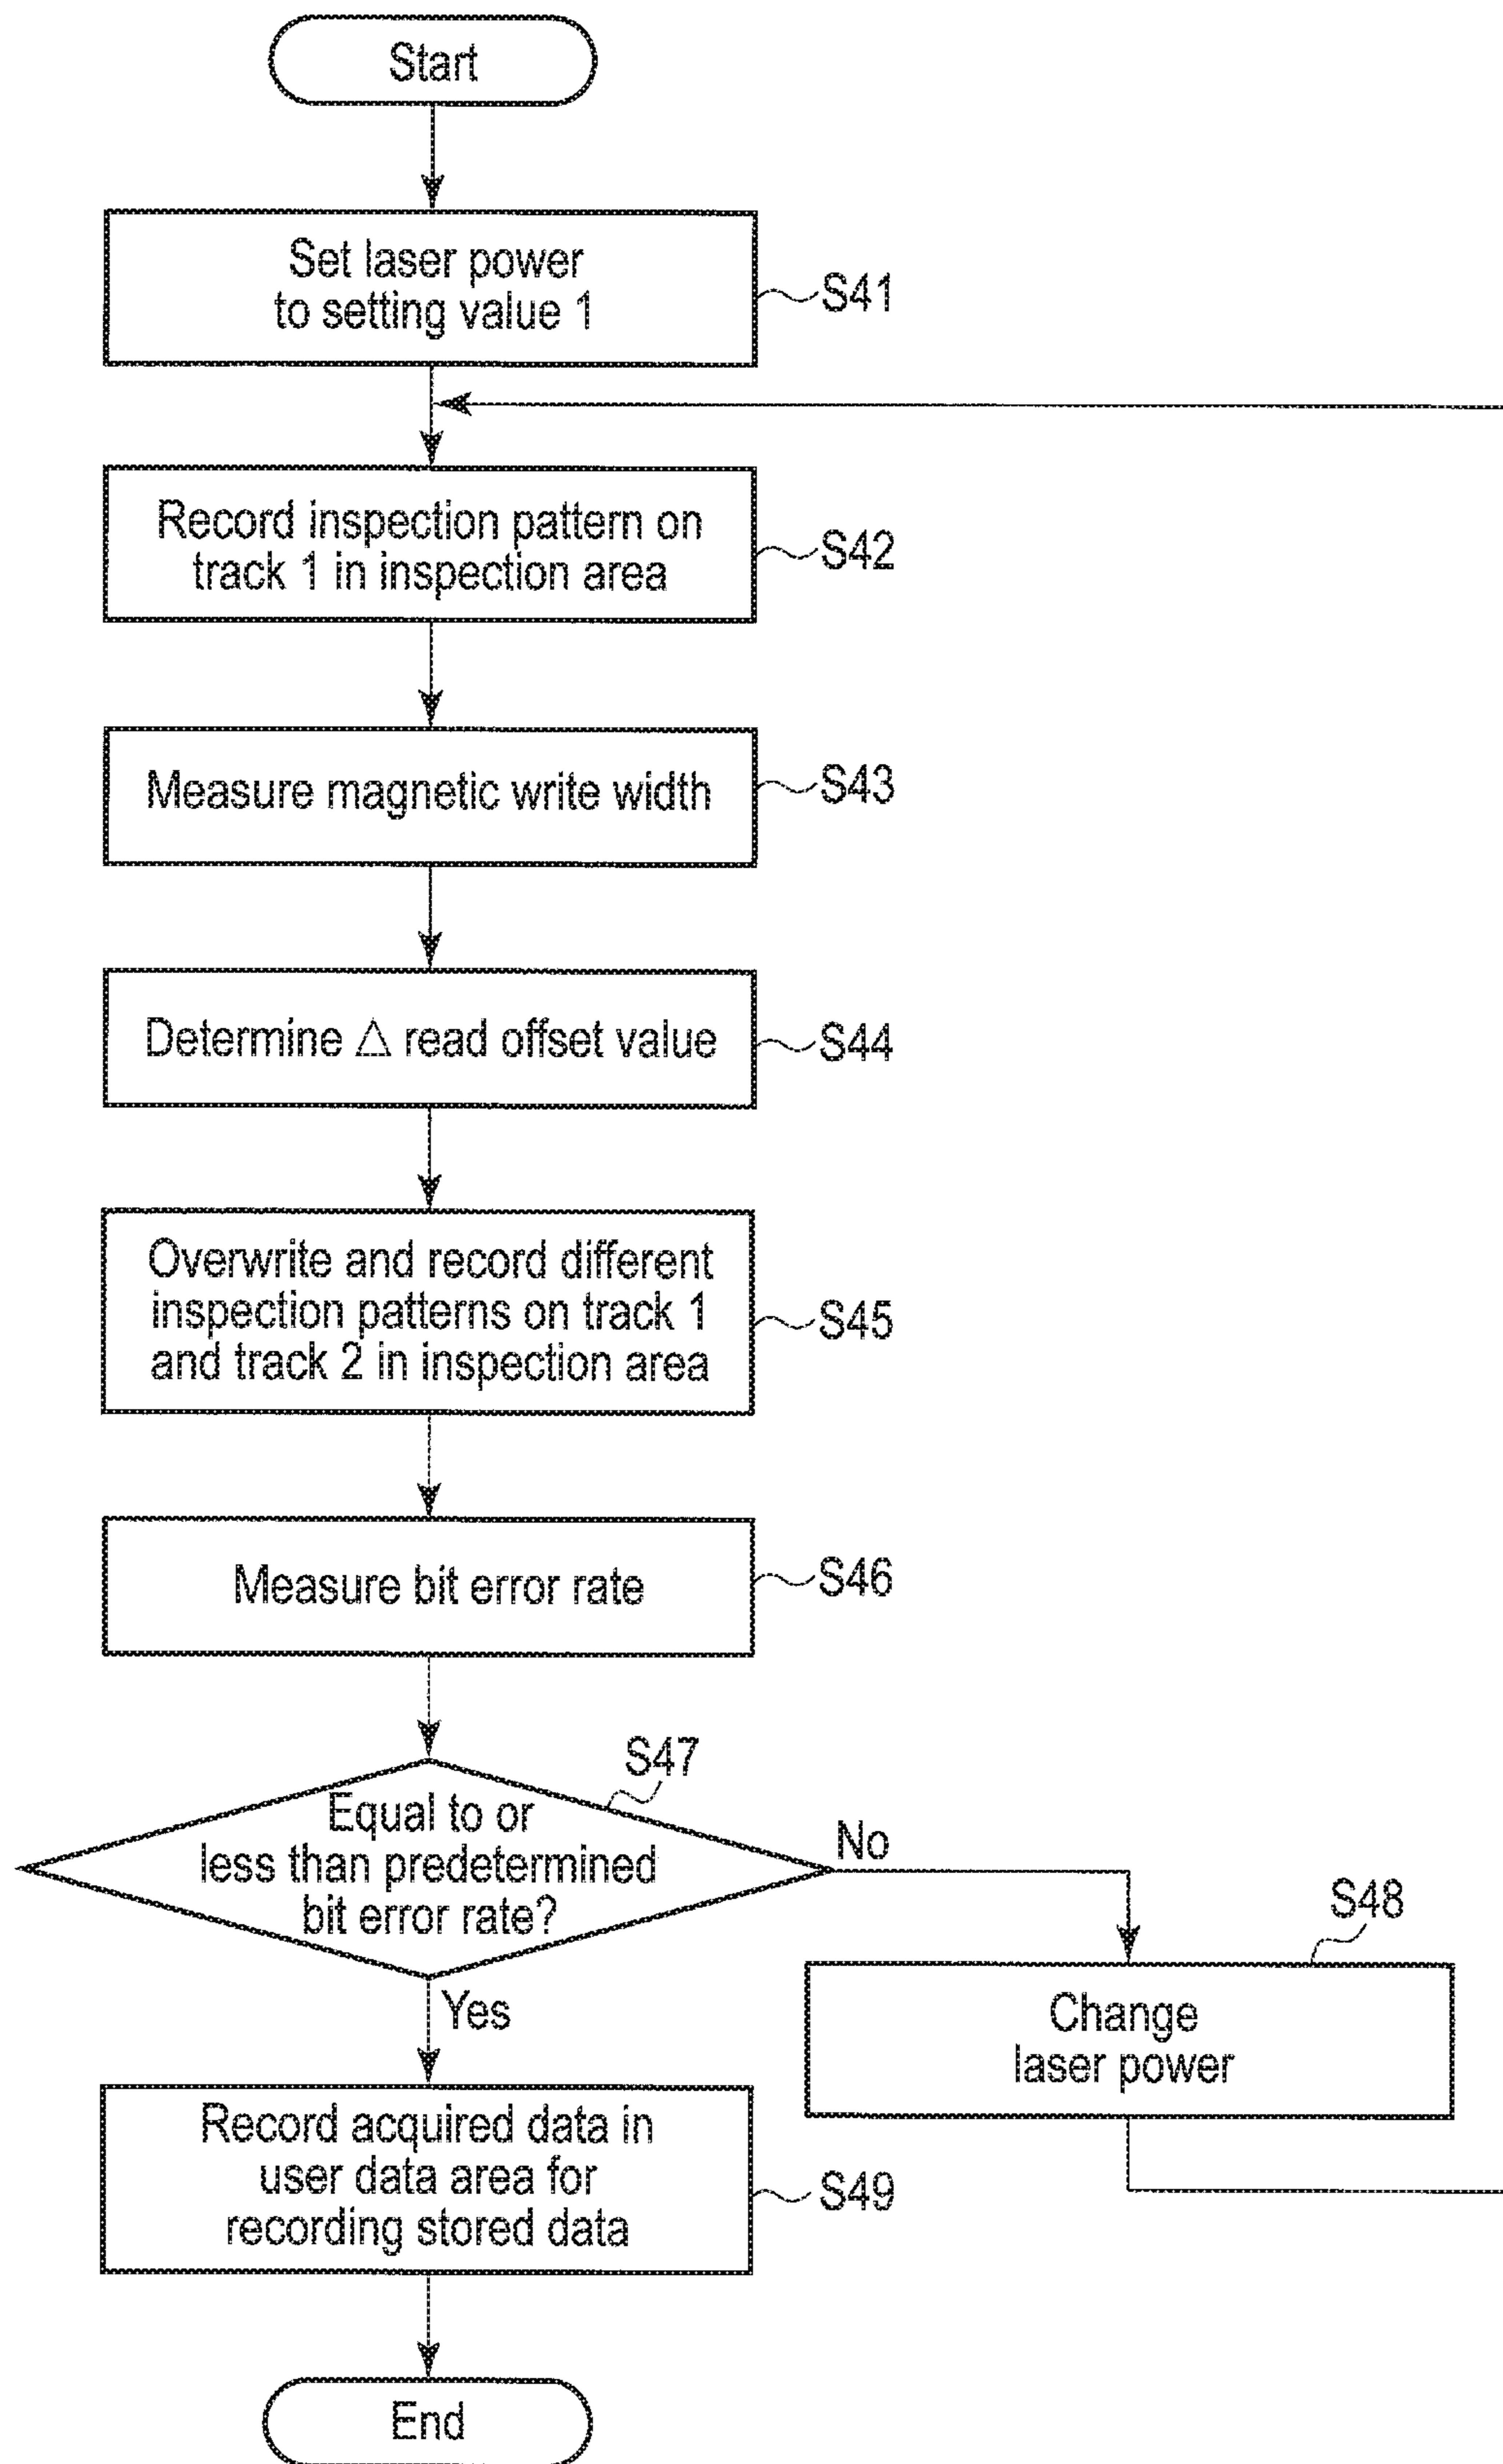 Start
Set laser power
to setting value 1
S41
Record inspection pattern on
track 1 in inspection area
S42
Measure magnetic write width
S43
Determine △ read offset value
S44
Overwrite and record different
inspection patterns on track 1
and track 2 in inspection area
S45
Measure bit error rate
S46
S47
Equal to or
less than predetermined
bit error rate?
No
Yes
S48
Change
laser power
Record acquired data in
user data area for
recording stored data
S49
End